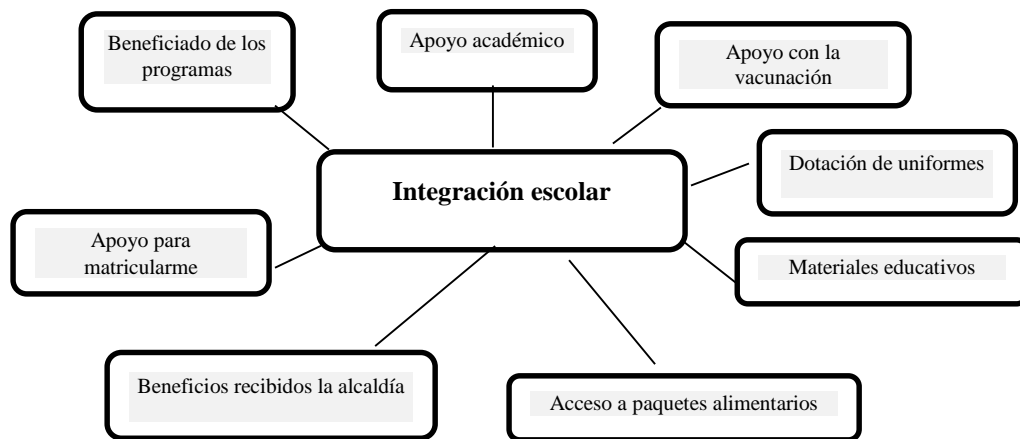 Beneficiado de los
programas
Apoyo académico
Apoyo con la
vacunación
Dotación de uniformes
Integración escolar
Apoyo para
matricularme
Materiales educativos
Beneficios recibidos la alcaldía
Acceso a paquetes alimentarios